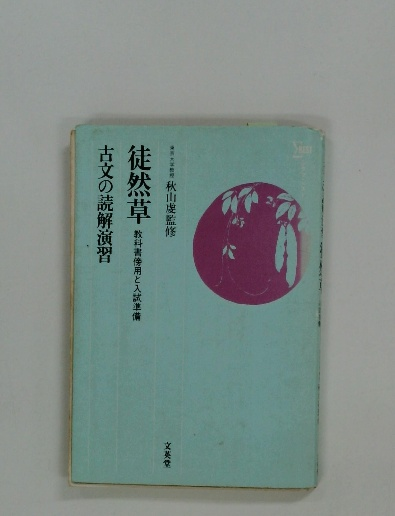 東京大学教授 秋山虔監修
徒然草 教科書傍用と入試準備
古文の読解演習
文英堂